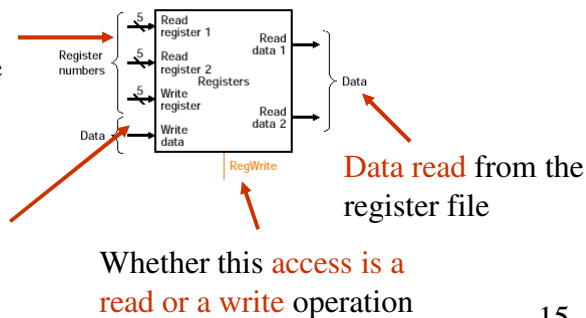 5
Read
register 1
Register
numbers
e
5
Read
register 2
Registers
5
Write
register
Data
Write
data
Read
data 1
Read
data 2
Data
RegWrite
Data read from the
register file
Whether this access is a
read or a write operation
15